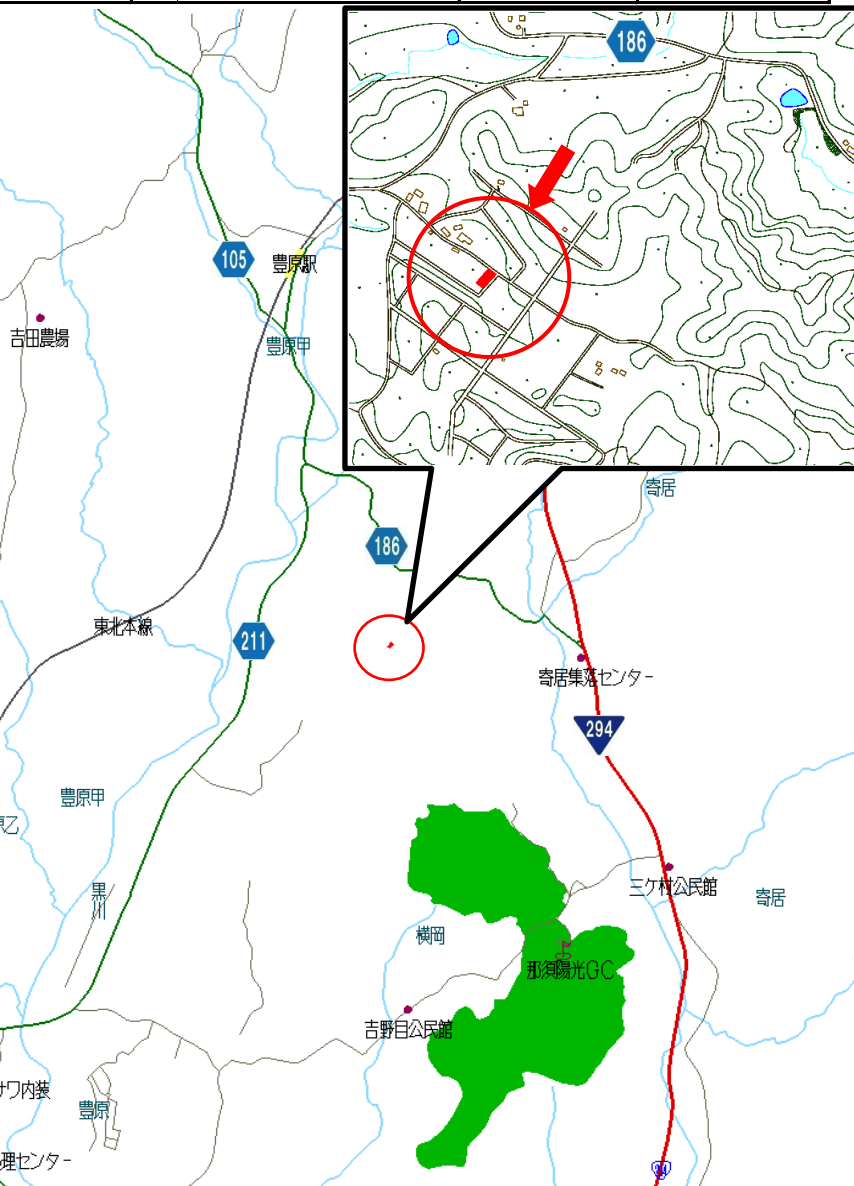 186
105
豊原駅
吉田農場
豊原甲
寄居
186
東北本線
211
寄居集落センター
294
豊原甲
黒川
三ケ村公民館
寄居
横岡
那須陽光GC
吉野目公民館
豊原